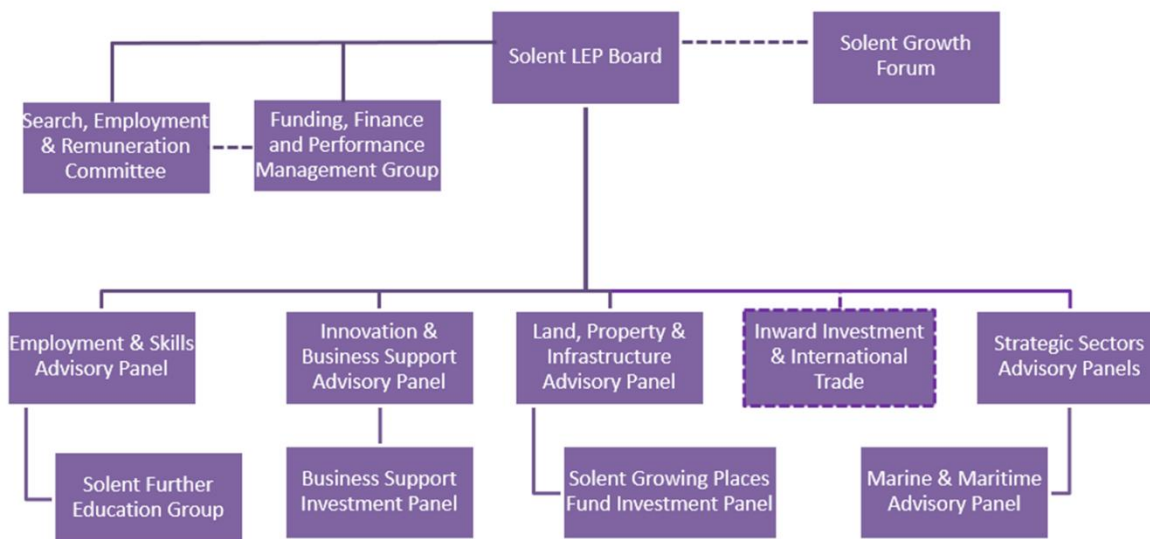 Solent LEP Board
Solent Growth
Forum
Search, Employment
& Remuneration
Committee
Funding, Finance
and Performance
Management Group
Employment & Skills
Advisory Panel
Innovation &
Business Support
Advisory Panel
Land, Property &
Infrastructure
Advisory Panel
Inward Investment
& International
Trade
Strategic Sectors
Advisory Panels
Solent Further
Education Group
Business Support
Investment Panel
Solent Growing Places
Fund Investment Panel
Marine & Maritime
Advisory Panel